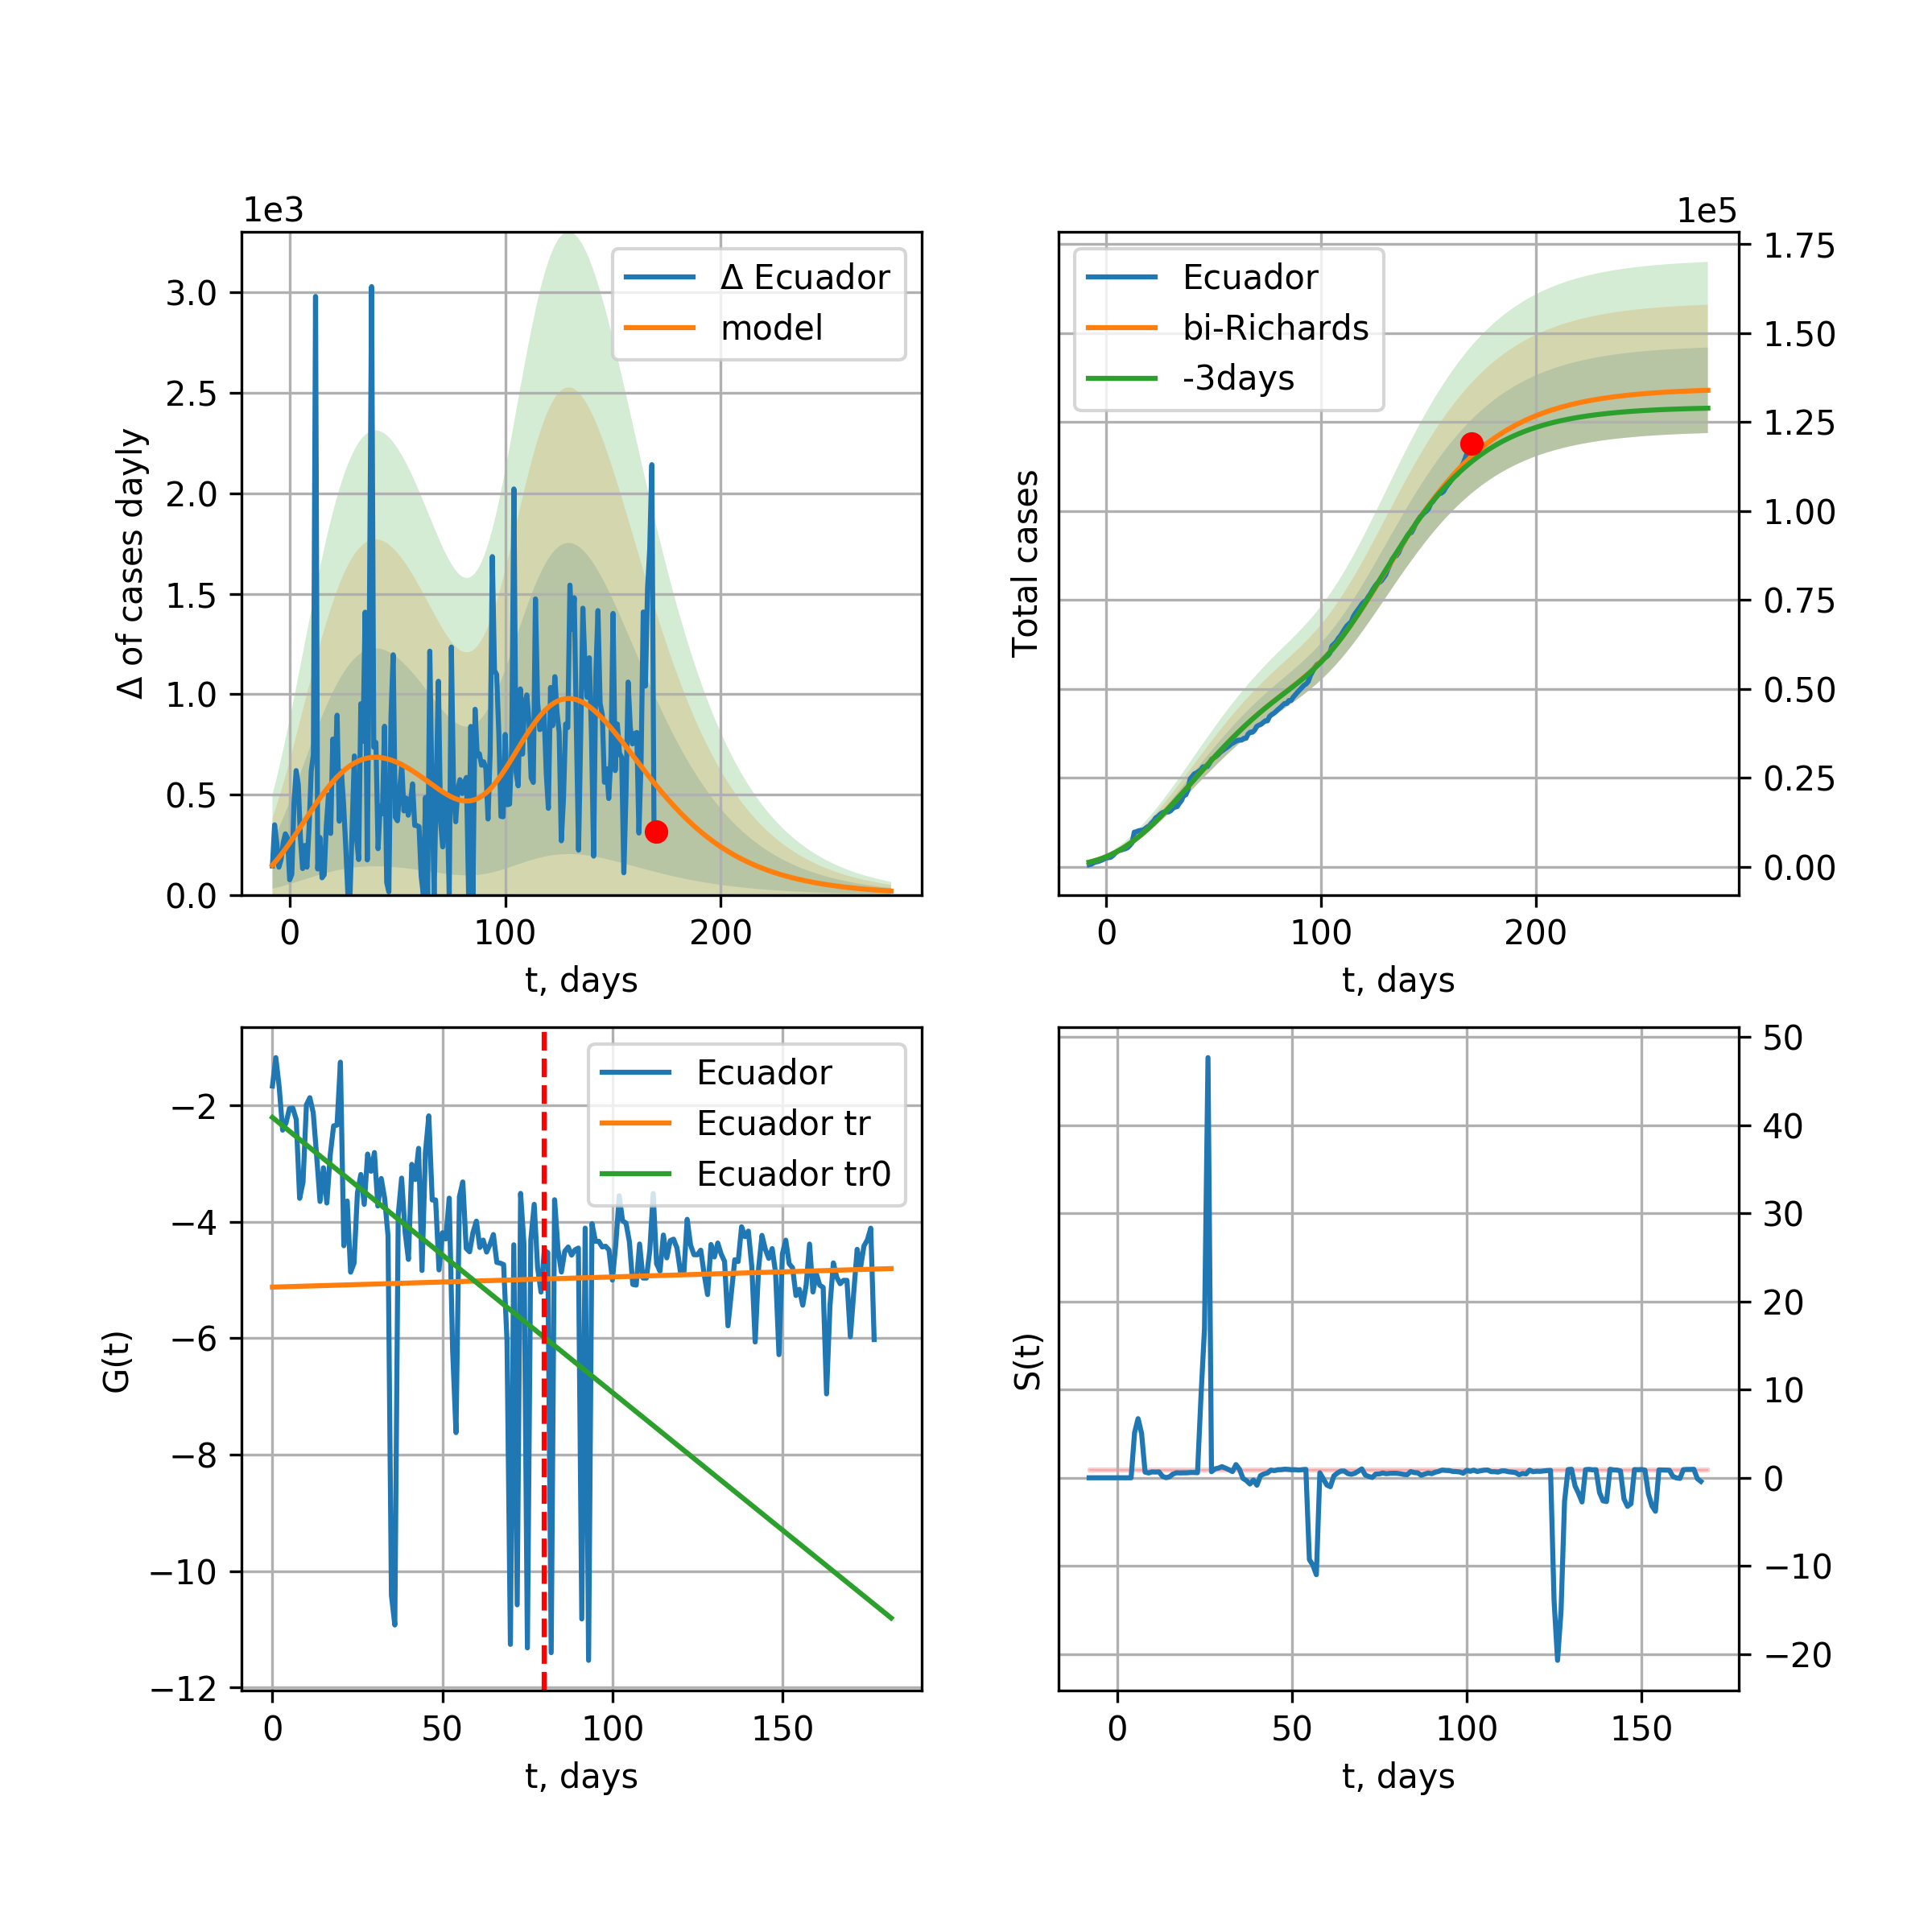 1e3
3.0
2.5
2.0
1.5
1.0
0.5
0.0
Δ of cases dayly
Δ Ecuador
model
0 100 200
t, days
1e5
Total cases
Ecuador
bi-Richards
-3days
1.75
1.50
1.25
1.00
0.75
0.50
0.25
0.00
0 100 200
t, days
G(t)
−2
−4
−6
−8
−10
−12
Ecuador
Ecuador tr
Ecuador tr0
0 50 100 150
t, days
S(t)
50
40
30
20
10
0
−10
−20
0 50 100 150
t, days